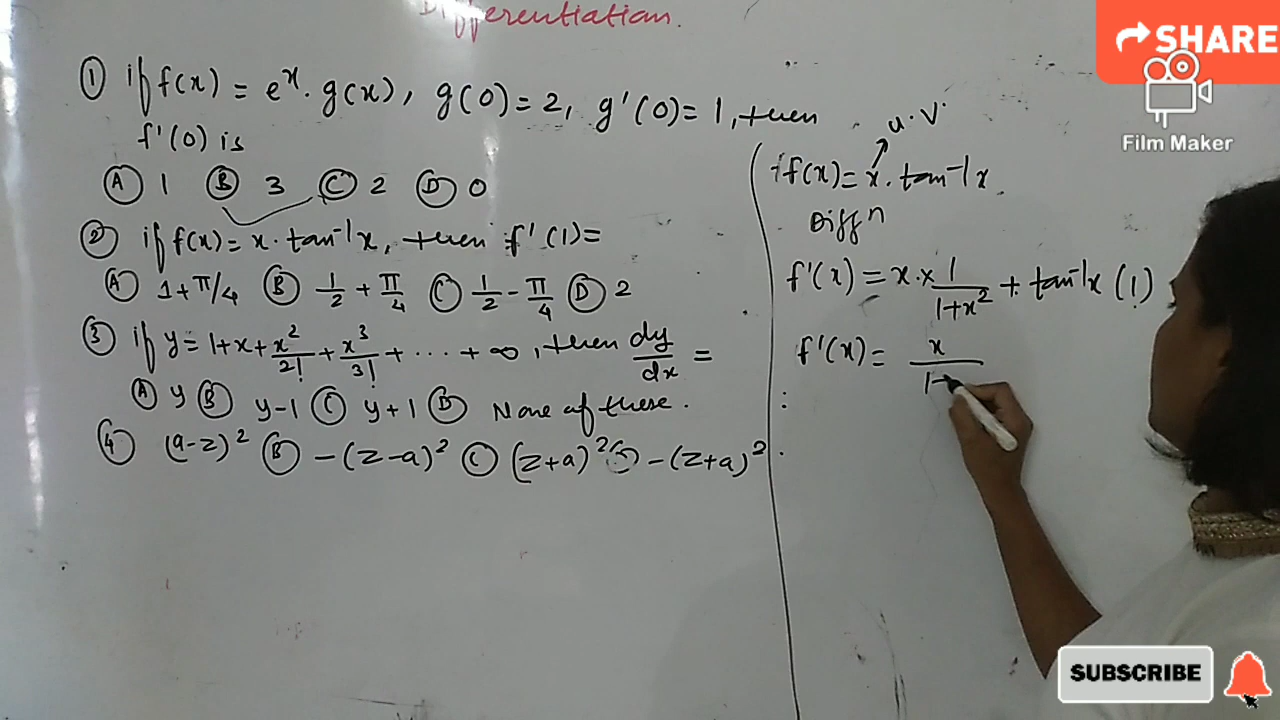 Differentiation.
① if f(x) = eˣ. g(x), g(0) = 2, g'(0) = 1, then
f'(0) is
Ⓐ 1 Ⓑ 3 Ⓒ 2 Ⓓ 0
② if f(x) = x. tan⁻¹x, then f'(1) =
Ⓐ 1+π/4 Ⓑ 1/2 + π/4 Ⓒ 1/2 - π/4 Ⓓ 2
③ if y = 1+x+x²/2! + x³/3! + ... + ∞, then dy/dx =
Ⓐ y Ⓑ y-1 Ⓒ y+1 Ⓓ None of these.
④ (a-z)² Ⓑ -(z-a)² Ⓒ (z+a)² Ⓓ -(z+a)²
u. v.
if f(x) = x. tan⁻¹x.
Diffⁿ
f'(x) = x. x 1/1+x² + tan⁻¹x (1)
f'(x) = x/1+
SHARE
Film Maker
SUBSCRIBE